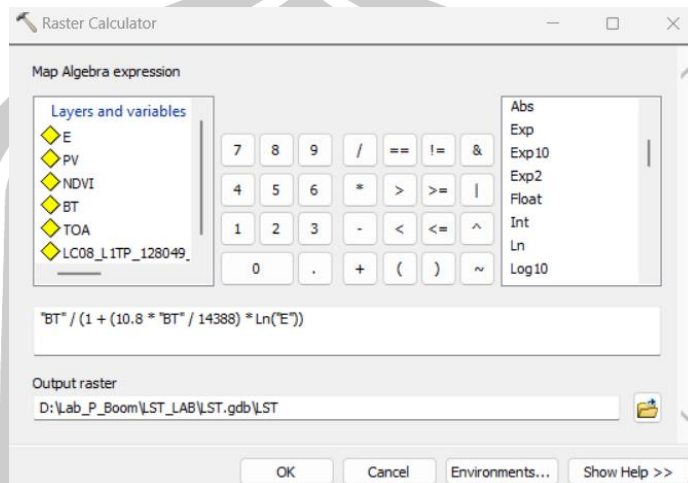 Raster Calculator
Map Algebra expression
Layers and variables
E
PV
NDVI
BT
TOA
LC08_L1TP_128049_
7 8 9 / == != &
4 5 6 * > >= |
1 2 3 - < <= ^
0 . + ( ) ~
Abs
Exp
Exp10
Exp2
Float
Int
Ln
Log10
"BT" / (1 + (10.8 * "BT" / 14388) * Ln("E"))
Output raster
D:\Lab_P_Boom\LST_LAB\LST.gdb\LST
OK Cancel Environments... Show Help >>